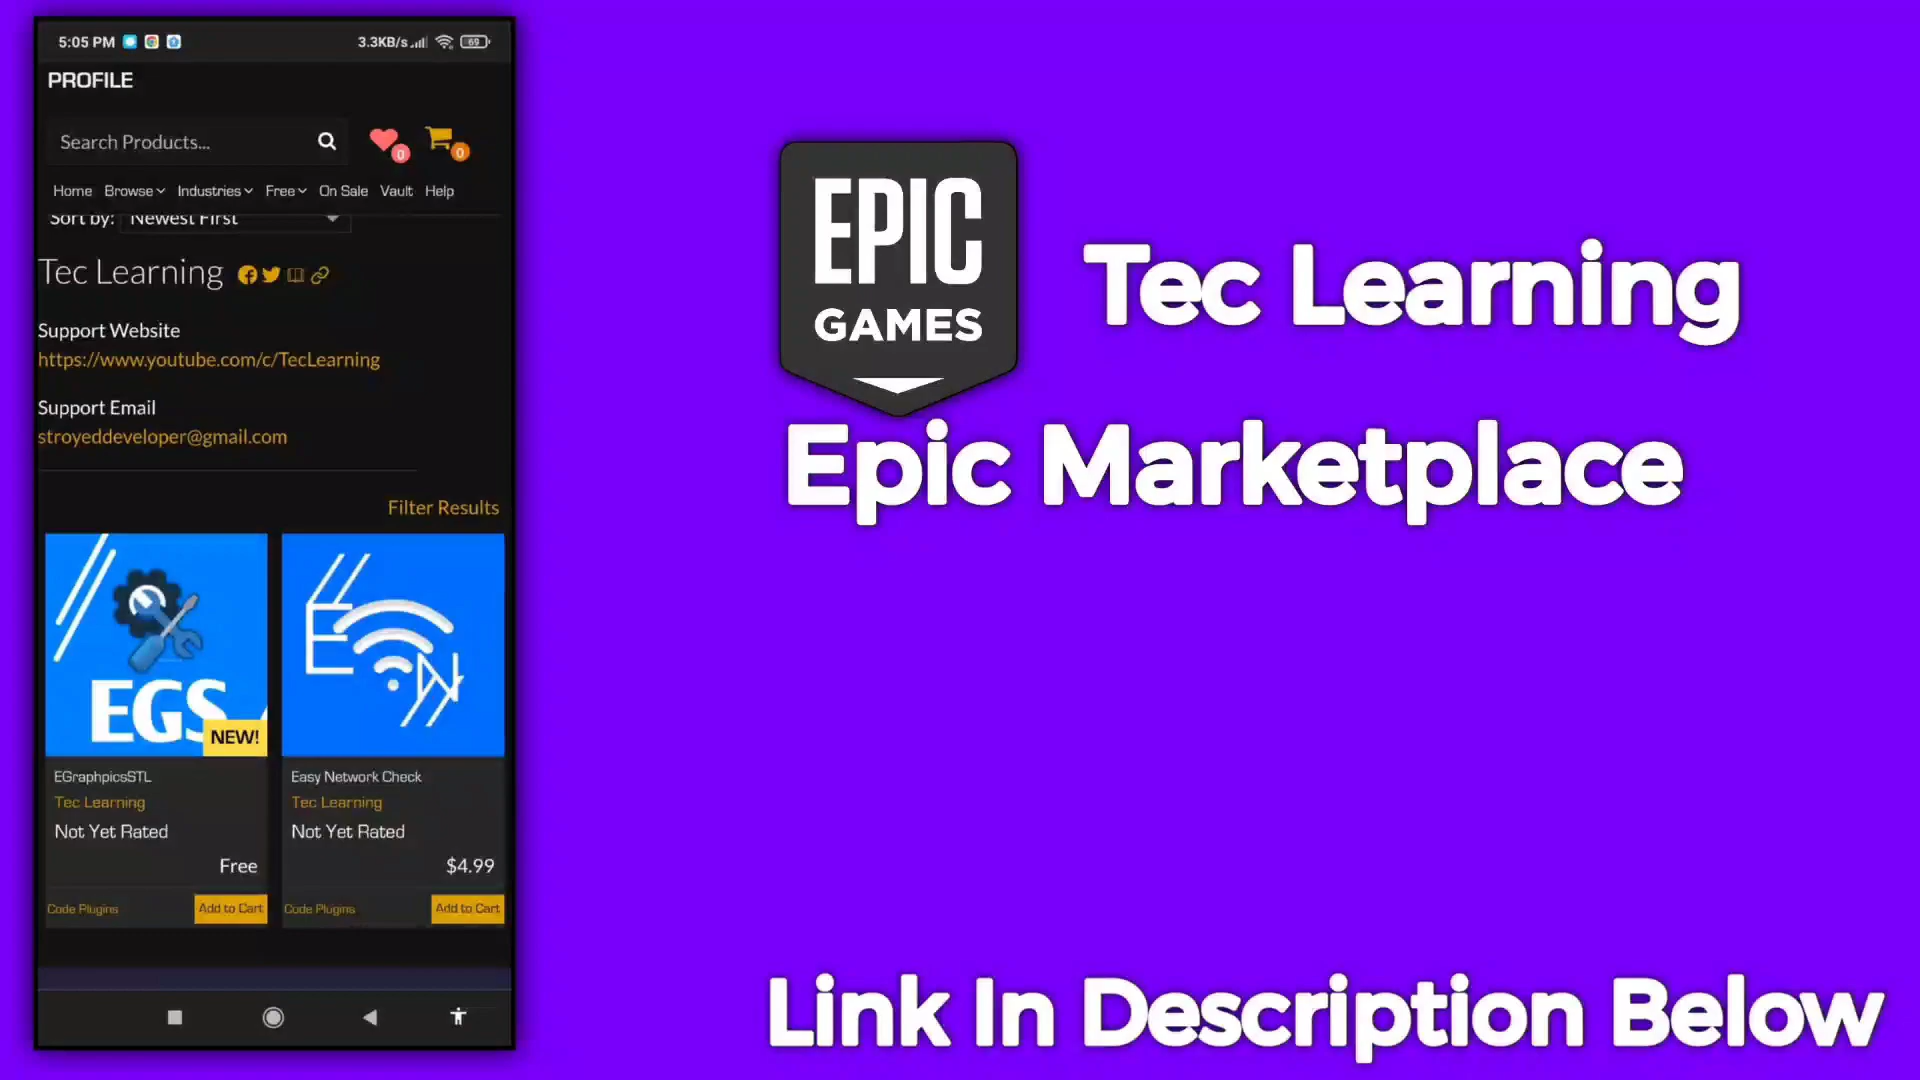 5:05 PM
3.3KB/s
69
PROFILE
Search Products...
0
0
Home Browse Industries Free On Sale Vault Help
Sort by: Newest First
Tec Learning
Support Website
https://www.youtube.com/c/TecLearning
Support Email
stroyeddeveloper@gmail.com
Filter Results
EGS
NEW!
E
N
EGraphpicsSTL
Tec Learning
Not Yet Rated
Free
Code Plugins
Add to Cart
Easy Network Check
Tec Learning
Not Yet Rated
$4.99
Code Plugins
Add to Cart
EPIC
GAMES
Tec Learning
Epic Marketplace
Link In Description Below